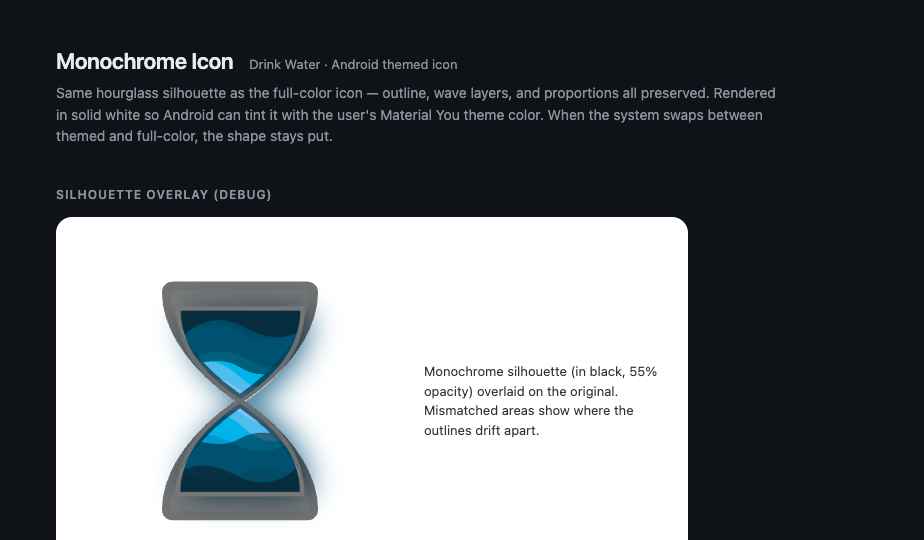 Monochrome Icon Drink Water · Android themed icon
Same hourglass silhouette as the full-color icon — outline, wave layers, and proportions all preserved. Rendered
in solid white so Android can tint it with the user's Material You theme color. When the system swaps between
themed and full-color, the shape stays put.
SILHOUETTE OVERLAY (DEBUG)
Monochrome silhouette (in black, 55%
opacity) overlaid on the original.
Mismatched areas show where the
outlines drift apart.